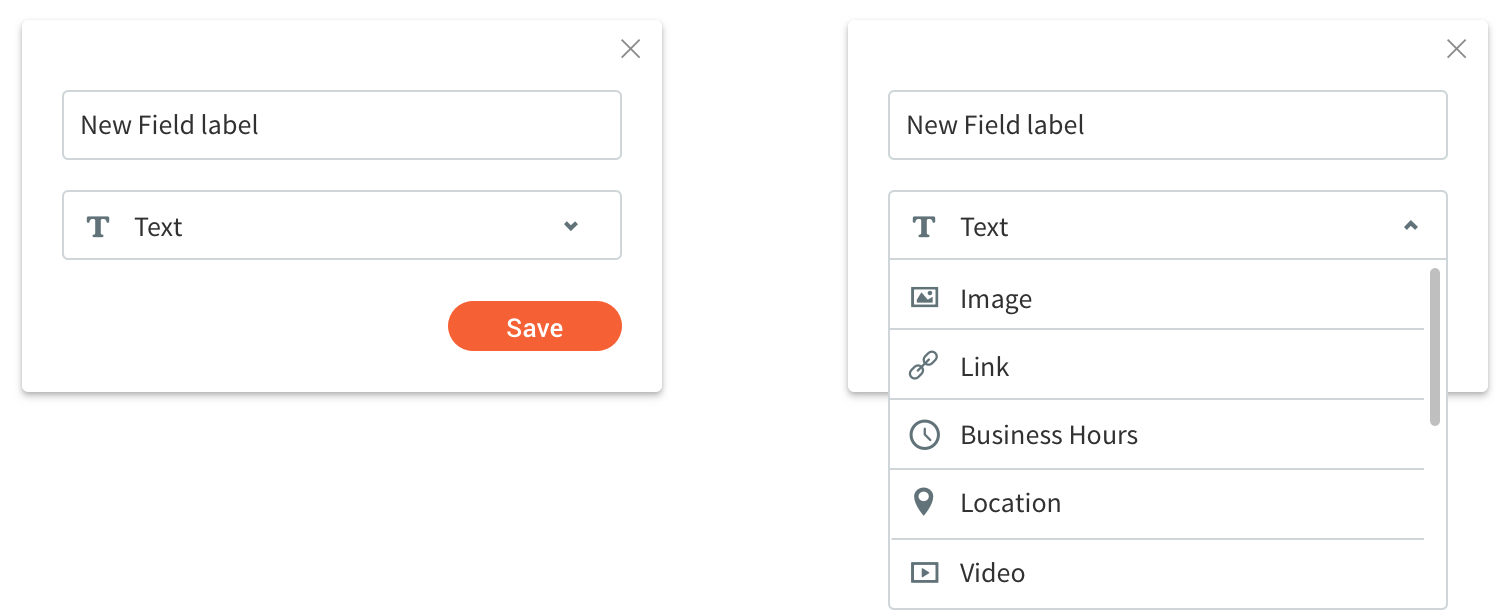 New Field label
Text
Save
New Field label
Text
Image
Link
Business Hours
Location
Video